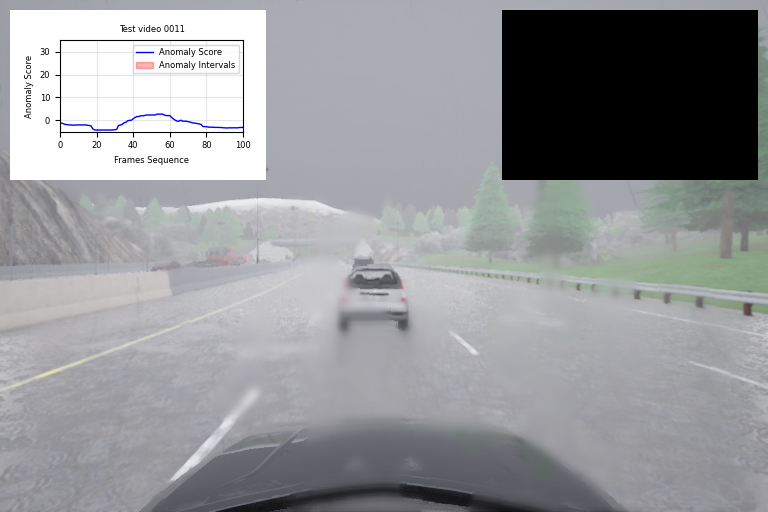 Test video 0011
Anomaly Score
Anomaly Intervals
Anomaly Score
30
20
10
0
0 20 40 60 80 100
Frames Sequence